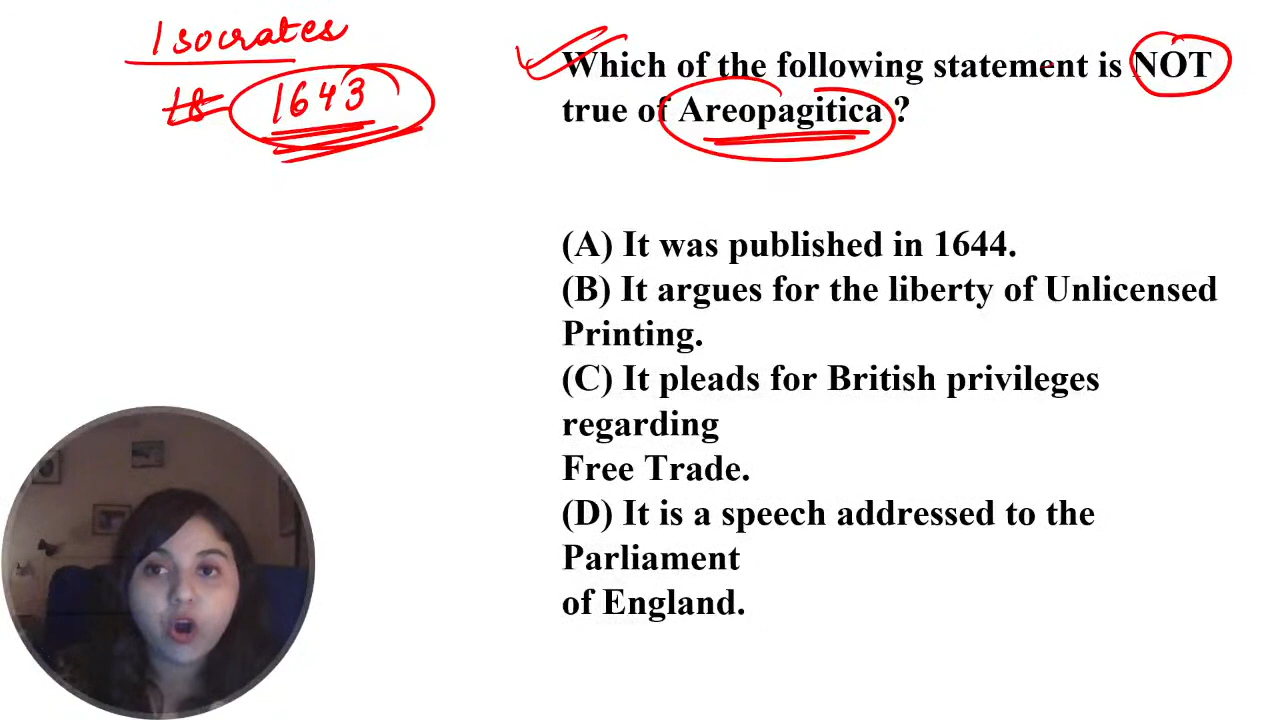 Isocrates
18 1643
Which of the following statement is NOT
true of Areopagitica ?
(A) It was published in 1644.
(B) It argues for the liberty of Unlicensed
Printing.
(C) It pleads for British privileges
regarding
Free Trade.
(D) It is a speech addressed to the
Parliament
of England.